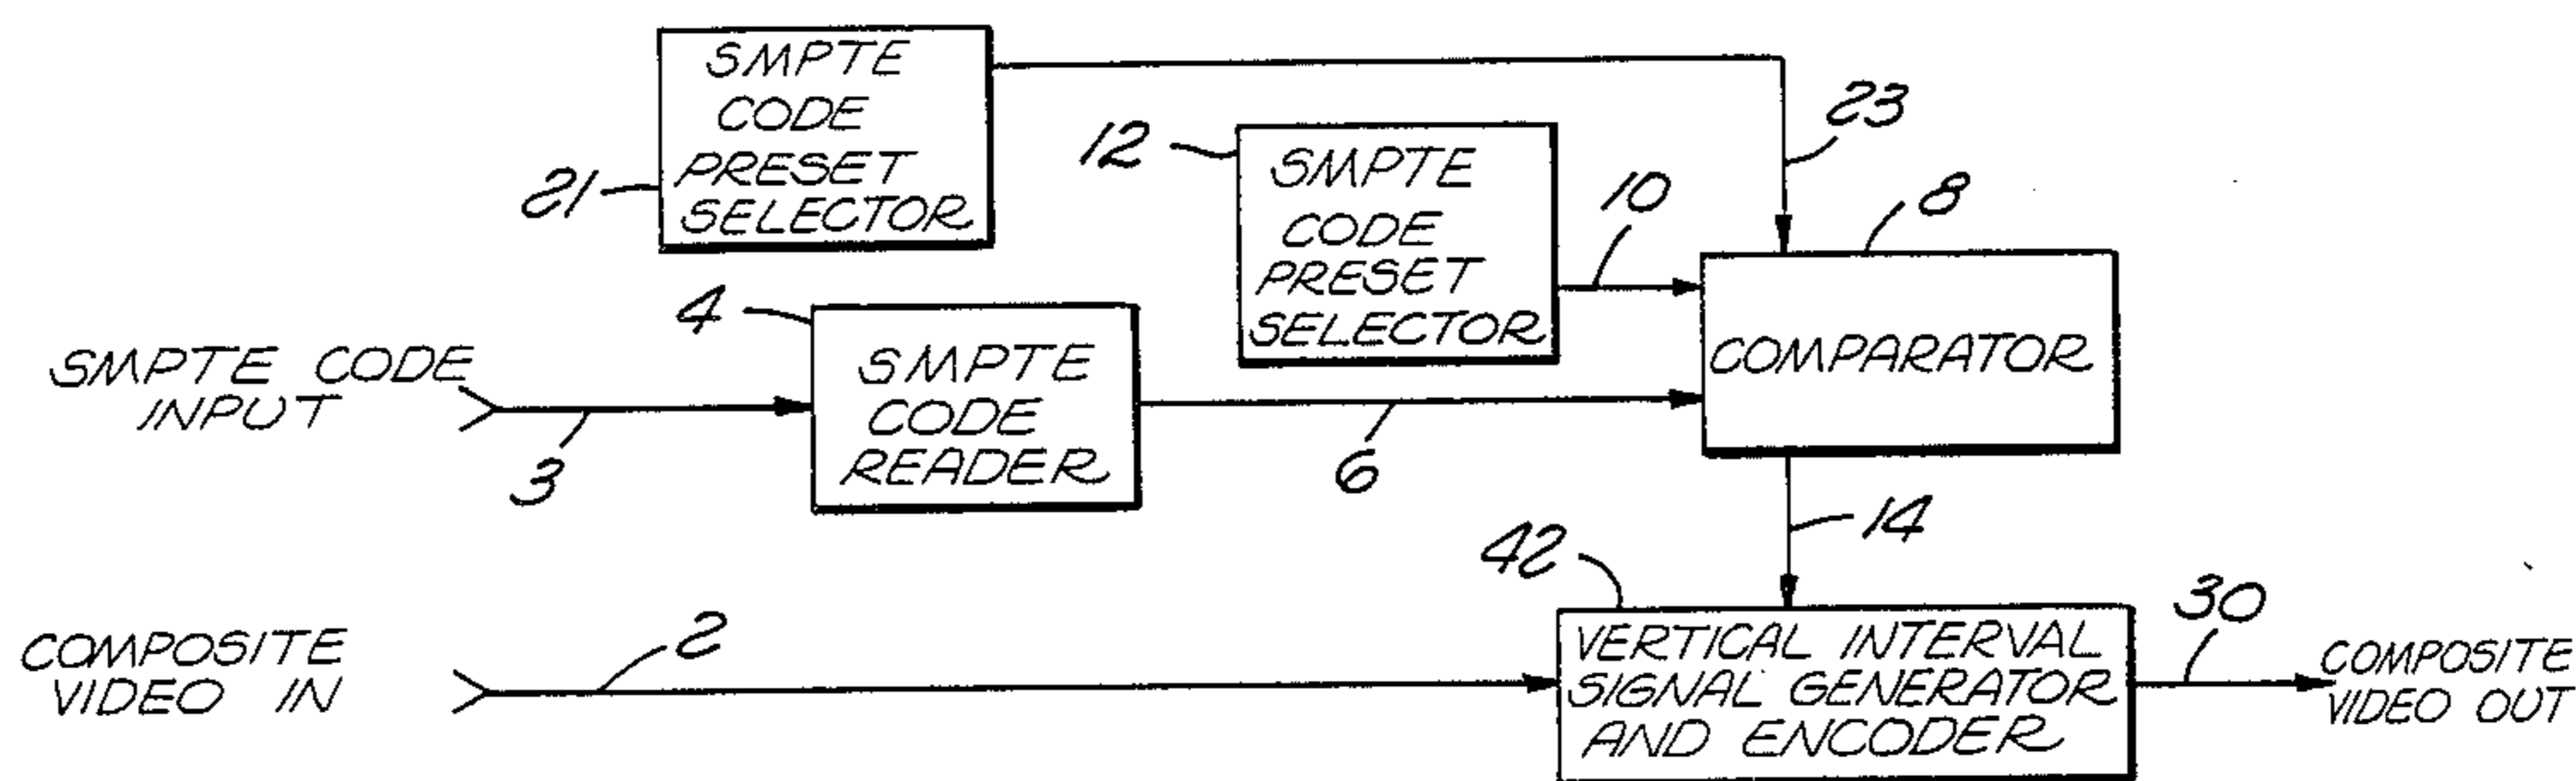 SMPTE
CODE
PRESET
SELECTOR
21
23
12
SMPTE
CODE
PRESET
SELECTOR
10
8
COMPARATOR
4
SMPTE CODE
INPUT
3
SMPTE
CODE
READER
6
14
42
COMPOSITE
VIDEO IN
2
VERTICAL INTERVAL
SIGNAL GENERATOR
AND ENCODER
30
COMPOSITE
VIDEO OUT